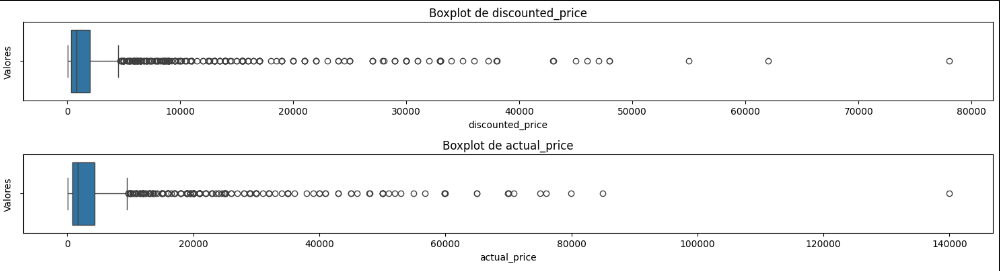 Boxplot de discounted_price
Valores
0 10000 20000 30000 40000 50000 60000 70000 80000
discounted_price
Boxplot de actual_price
Valores
0 20000 40000 60000 80000 100000 120000 140000
actual_price